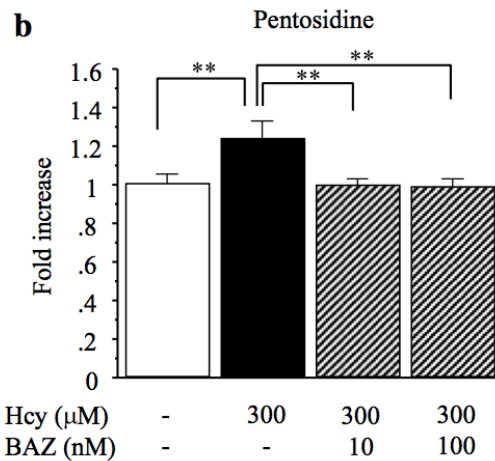 b
Pentosidine
** ** **
Fold increase
1.6
1.4
1.2
1
.8
.6
.4
.2
0
Hcy (μM) - 300 300 300
BAZ (nM) - - 10 100